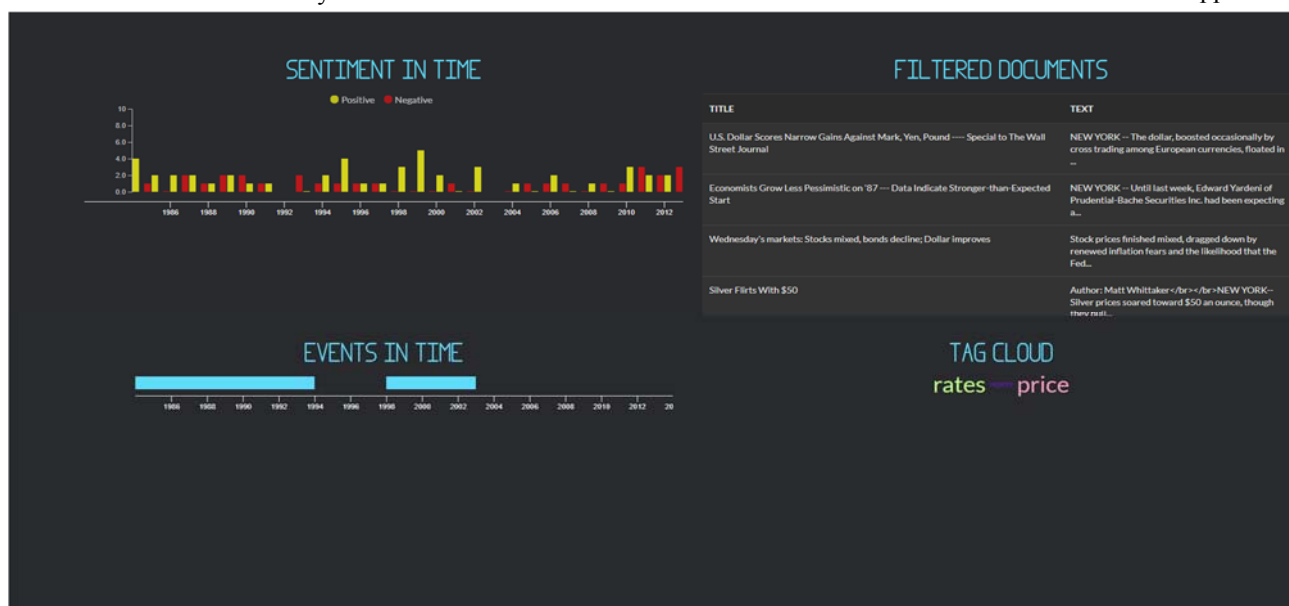 SENTIMENT IN TIME
Positive Negative
10
8.0
6.0
4.0
2.0
0.0
1986 1988 1990 1992 1994 1996 1998 2000 2002 2004 2006 2008 2010 2012
FILTERED DOCUMENTS
TITLE TEXT
U.S. Dollar Scores Narrow Gains Against Mark, Yen, Pound ---- Special to The Wall
Street Journal
NEW YORK -- The dollar, boosted occasionally by
cross trading among European currencies, floated in
...
Economists Grow Less Pessimistic on '87 --- Data Indicate Stronger-than-Expected
Start
NEW YORK -- Until last week, Edward Yardeni of
Prudential-Bache Securities Inc. had been expecting
a...
Wednesday's markets: Stocks mixed, bonds decline; Dollar improves
Stock prices finished mixed, dragged down by
renewed inflation fears and the likelihood that the
Fed...
Silver Flirts With $50
Author: Matt Whittaker</br></br>NEW YORK--
Silver prices soared toward $50 an ounce, though
they pull...
EVENTS IN TIME
1986 1988 1990 1992 1994 1996 1998 2000 2002 2004 2006 2008 2010 2012 20
TAG CLOUD
rates price